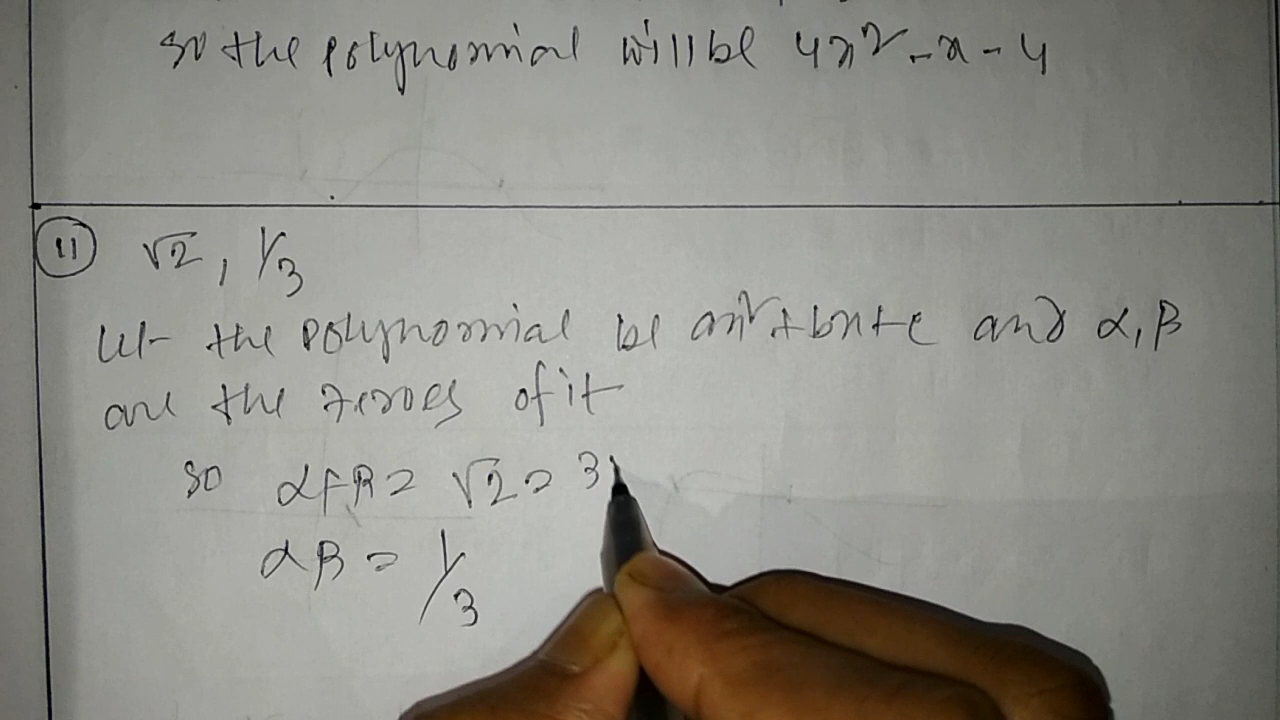 so the polynomial will be 4x² - x - 4
(11) √2, 1/3
let the polynomial be ax²+bx+c and α, β
are the zeroes of it
so α+β = √2 = 3
αβ = 1/3